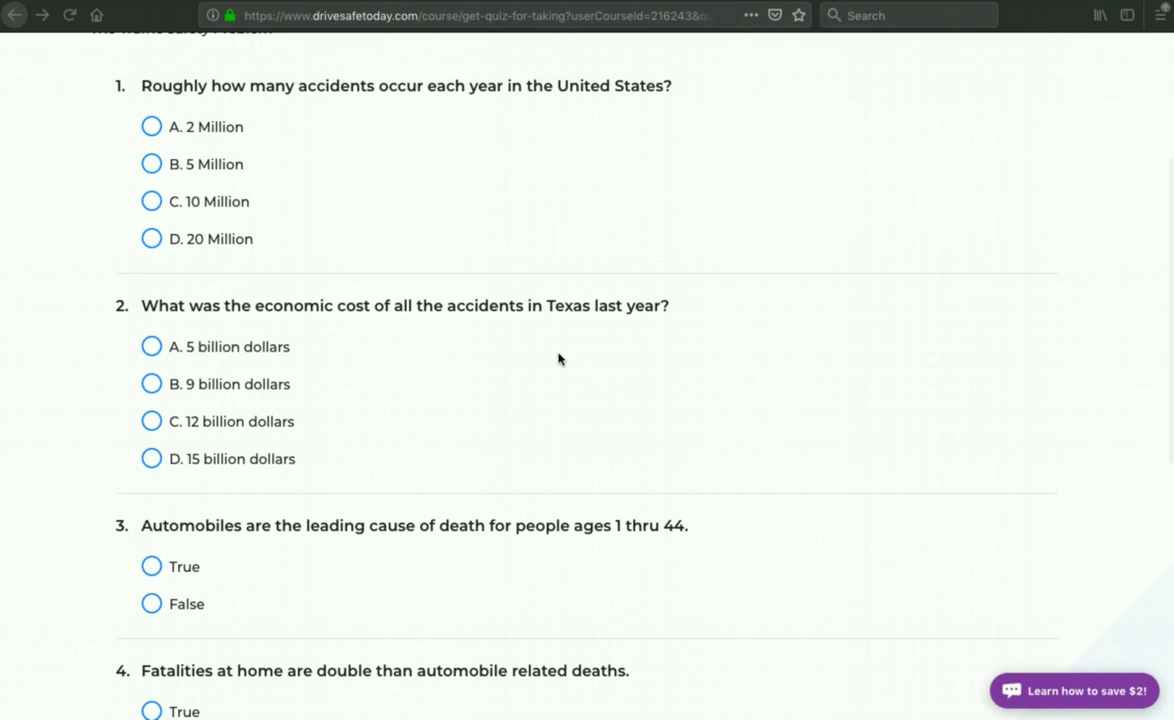 https://www.drivesafetoday.com/course/get-quiz-for-taking?userCourseId=216243&q
Search
1. Roughly how many accidents occur each year in the United States?
A. 2 Million
B. 5 Million
C. 10 Million
D. 20 Million
2. What was the economic cost of all the accidents in Texas last year?
A. 5 billion dollars
B. 9 billion dollars
C. 12 billion dollars
D. 15 billion dollars
3. Automobiles are the leading cause of death for people ages 1 thru 44.
True
False
4. Fatalities at home are double than automobile related deaths.
True
Learn how to save $2!